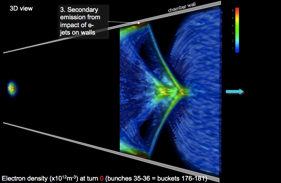 3D view
3. Secondary
emission from
impact of e-
jets on walls
chamber wall
Electron density (x10¹²m⁻³) at turn 0 (bunches 35-36 = buckets 176-181)